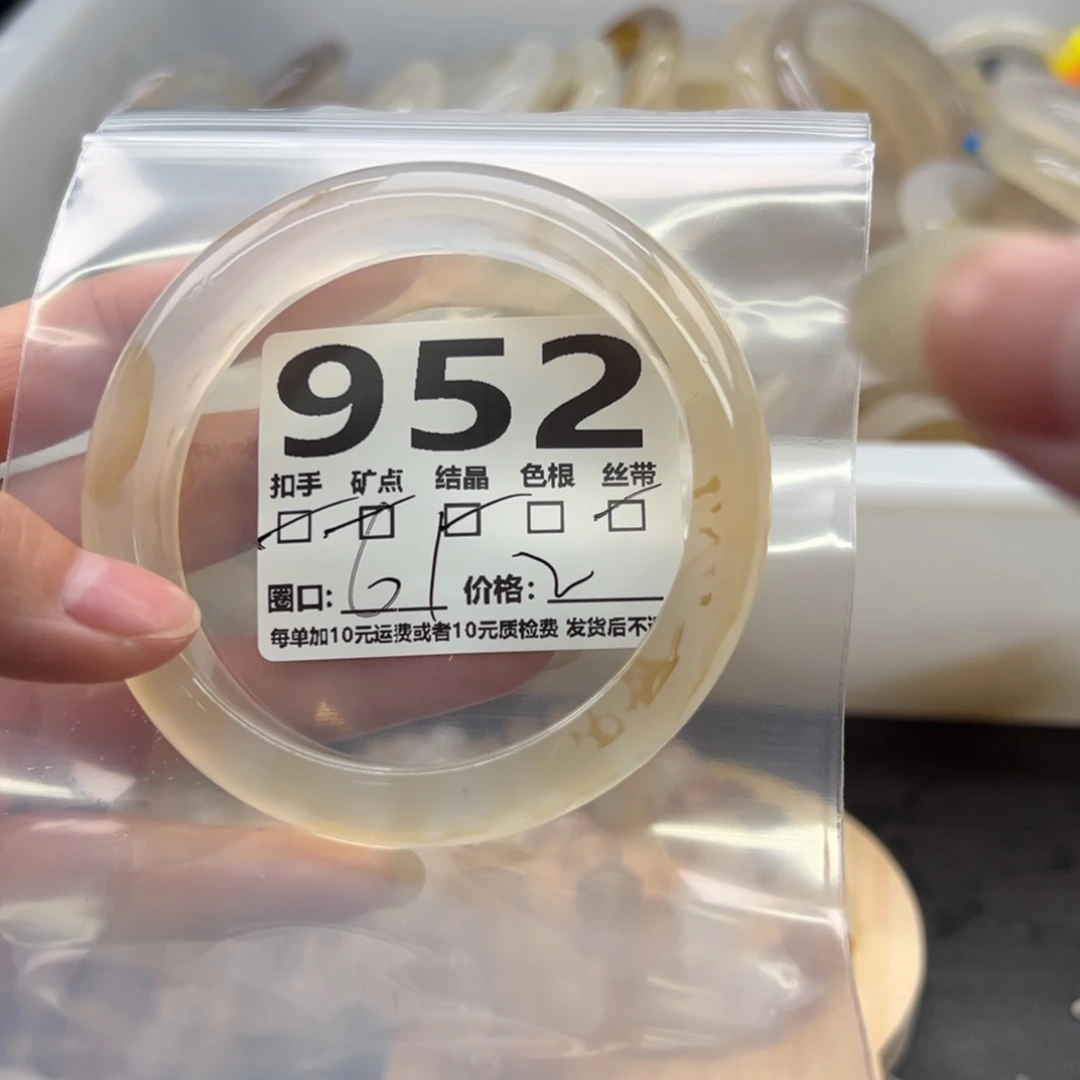 952
扣手 矿点 结晶 色根 丝带
圈口: 61 价格:
每单加10元运费或者10元质检费 发货后不